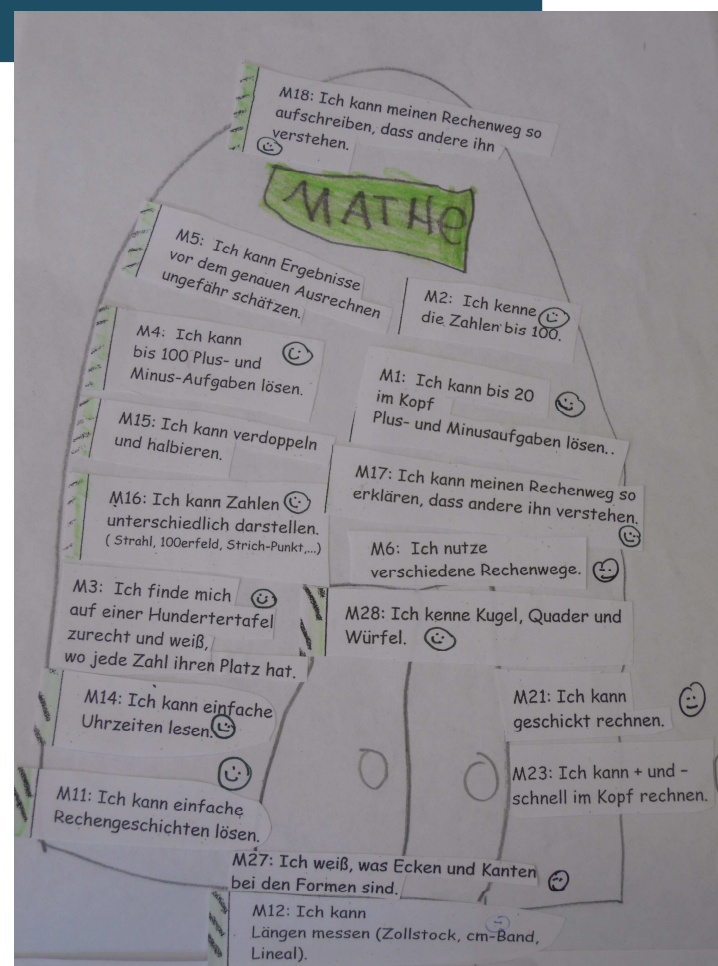 M18: Ich kann meinen Rechenweg so
aufschreiben, dass andere ihn
verstehen.
MATHe
M5: Ich kann Ergebnisse
vor dem genauen Ausrechnen
ungefähr schätzen.
M2: Ich kenne
die Zahlen bis 100.
M4: Ich kann
bis 100 Plus- und
Minus-Aufgaben lösen.
M1: Ich kann bis 20
im Kopf
Plus- und Minusaufgaben lösen..
M15: Ich kann verdoppeln
und halbieren.
M17: Ich kann meinen Rechenweg so
erklären, dass andere ihn verstehen.
M16: Ich kann Zahlen
unterschiedlich darstellen.
( Strahl, 100erfeld, Strich-Punkt,...)
M6: Ich nutze
verschiedene Rechenwege.
M3: Ich finde mich
auf einer Hundertertafel
zurecht und weiß,
wo jede Zahl ihren Platz hat.
M28: Ich kenne Kugel, Quader und
Würfel.
M14: Ich kann einfache
Uhrzeiten lesen.
M21: Ich kann
geschickt rechnen.
M23: Ich kann + und -
schnell im Kopf rechnen.
M11: Ich kann einfache
Rechengeschichten lösen.
M27: Ich weiß, was Ecken und Kanten
bei den Formen sind.
M12: Ich kann
Längen messen (Zollstock, cm-Band,
Lineal).